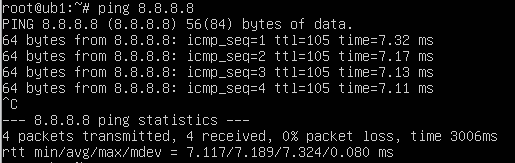 root@ub1:~# ping 8.8.8.8
PING 8.8.8.8 (8.8.8.8) 56(84) bytes of data.
64 bytes from 8.8.8.8: icmp_seq=1 ttl=105 time=7.32 ms
64 bytes from 8.8.8.8: icmp_seq=2 ttl=105 time=7.17 ms
64 bytes from 8.8.8.8: icmp_seq=3 ttl=105 time=7.13 ms
64 bytes from 8.8.8.8: icmp_seq=4 ttl=105 time=7.11 ms
^C
--- 8.8.8.8 ping statistics ---
4 packets transmitted, 4 received, 0% packet loss, time 3006ms
rtt min/avg/max/mdev = 7.117/7.189/7.324/0.080 ms